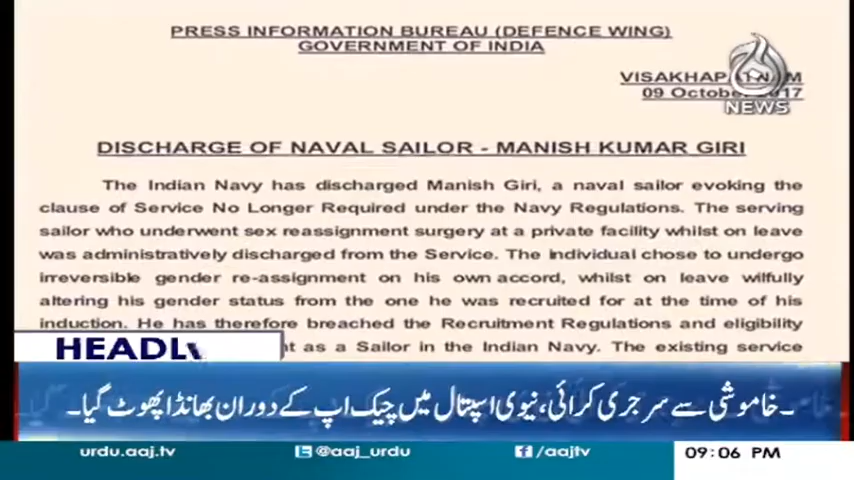 PRESS INFORMATION BUREAU (DEFENCE WING)
GOVERNMENT OF INDIA
09 October
NEWS
DISCHARGE OF NAVAL SAILOR - MANISH KUMAR GIRI
The Indian Navy has discharged Manish Giri, a naval sailor evoking the
clause of Service No Longer Required under the Navy Regulations. The serving
sailor who underwent sex reassignment surgery at a private facility whilst on leave
was administratively discharged from the Service. The individual chose to undergo
irreversible gender re-assignment on his own accord, whilst on leave wilfully
altering his gender status from the one he was recruited for at the time of his
induction. He has therefore breached the Recruitment Regulations and eligibility
as a Sailor in the Indian Navy. The existing service
HEADL
۔خاموشی سے سرجری کرائی، نیوی اسپتال میں چیک اپ کے دوران بھانڈا پھوٹ گیا۔
urdu.aaj.tv @aaj_urdu /aajtv 09:06 PM